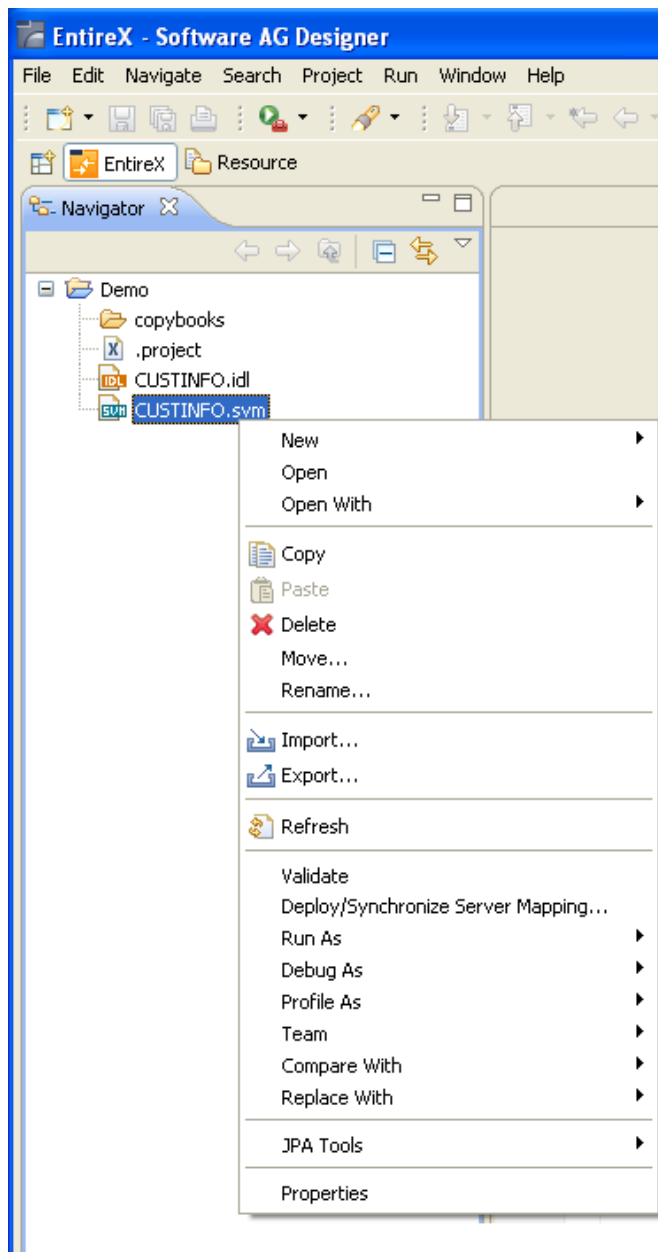 EntireX - Software AG Designer
File Edit Navigate Search Project Run Window Help
EntireX Resource
Navigator
Demo
copybooks
X .project
IDL CUSTINFO.idl
SVM CUSTINFO.svm
New
Open
Open With
Copy
Paste
Delete
Move...
Rename...
Import...
Export...
Refresh
Validate
Deploy/Synchronize Server Mapping...
Run As
Debug As
Profile As
Team
Compare With
Replace With
JPA Tools
Properties